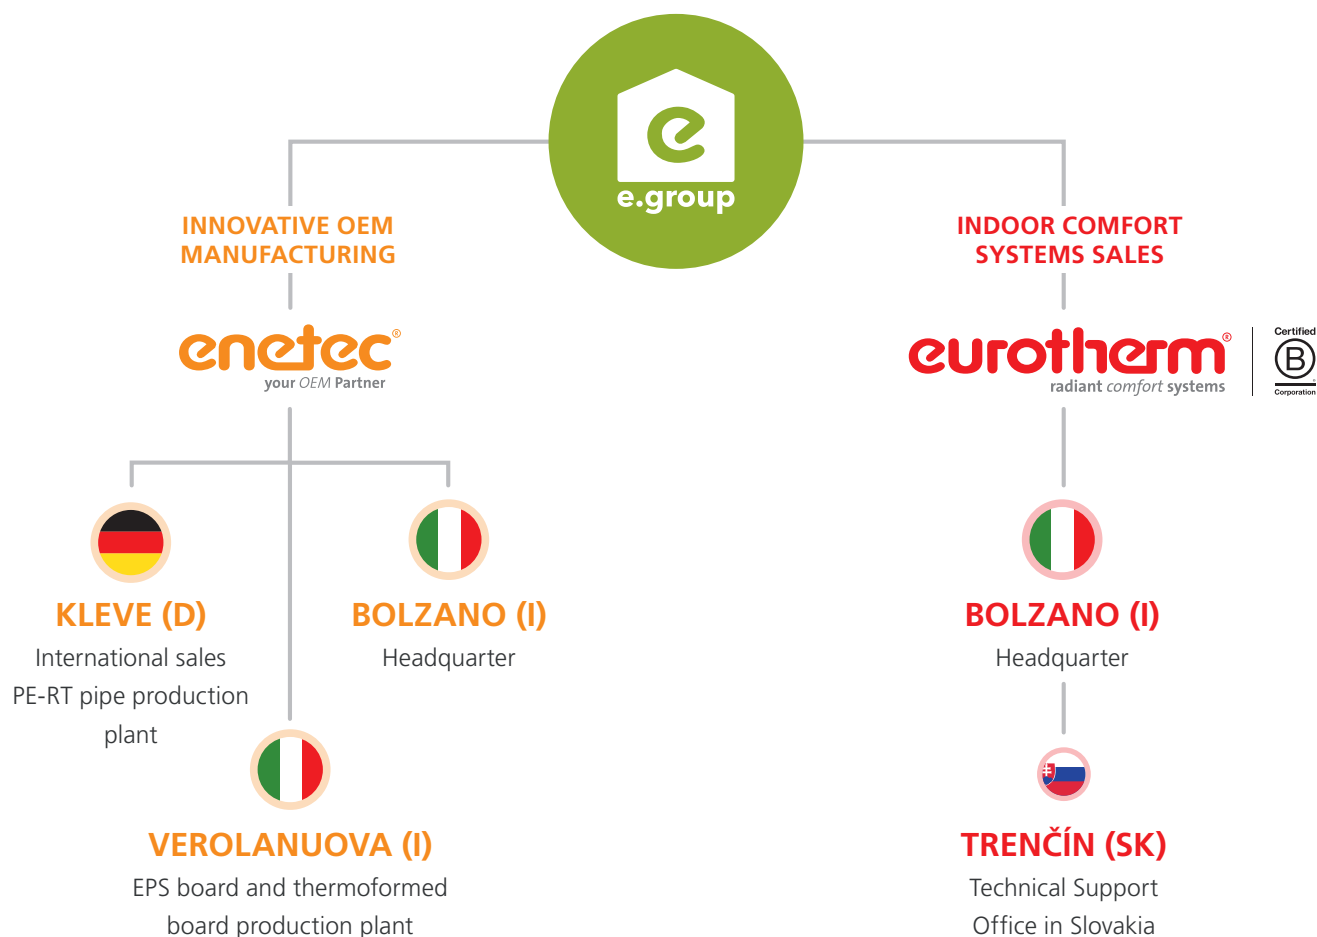 e
e.group
INNOVATIVE OEM
MANUFACTURING
INDOOR COMFORT
SYSTEMS SALES
enetec®
your OEM Partner
eurotherm®
radiant comfort systems
Certified
B
Corporation
KLEVE (D)
International sales
PE-RT pipe production
plant
BOLZANO (I)
Headquarter
VEROLANUOVA (I)
EPS board and thermoformed
board production plant
BOLZANO (I)
Headquarter
TRENČÍN (SK)
Technical Support
Office in Slovakia